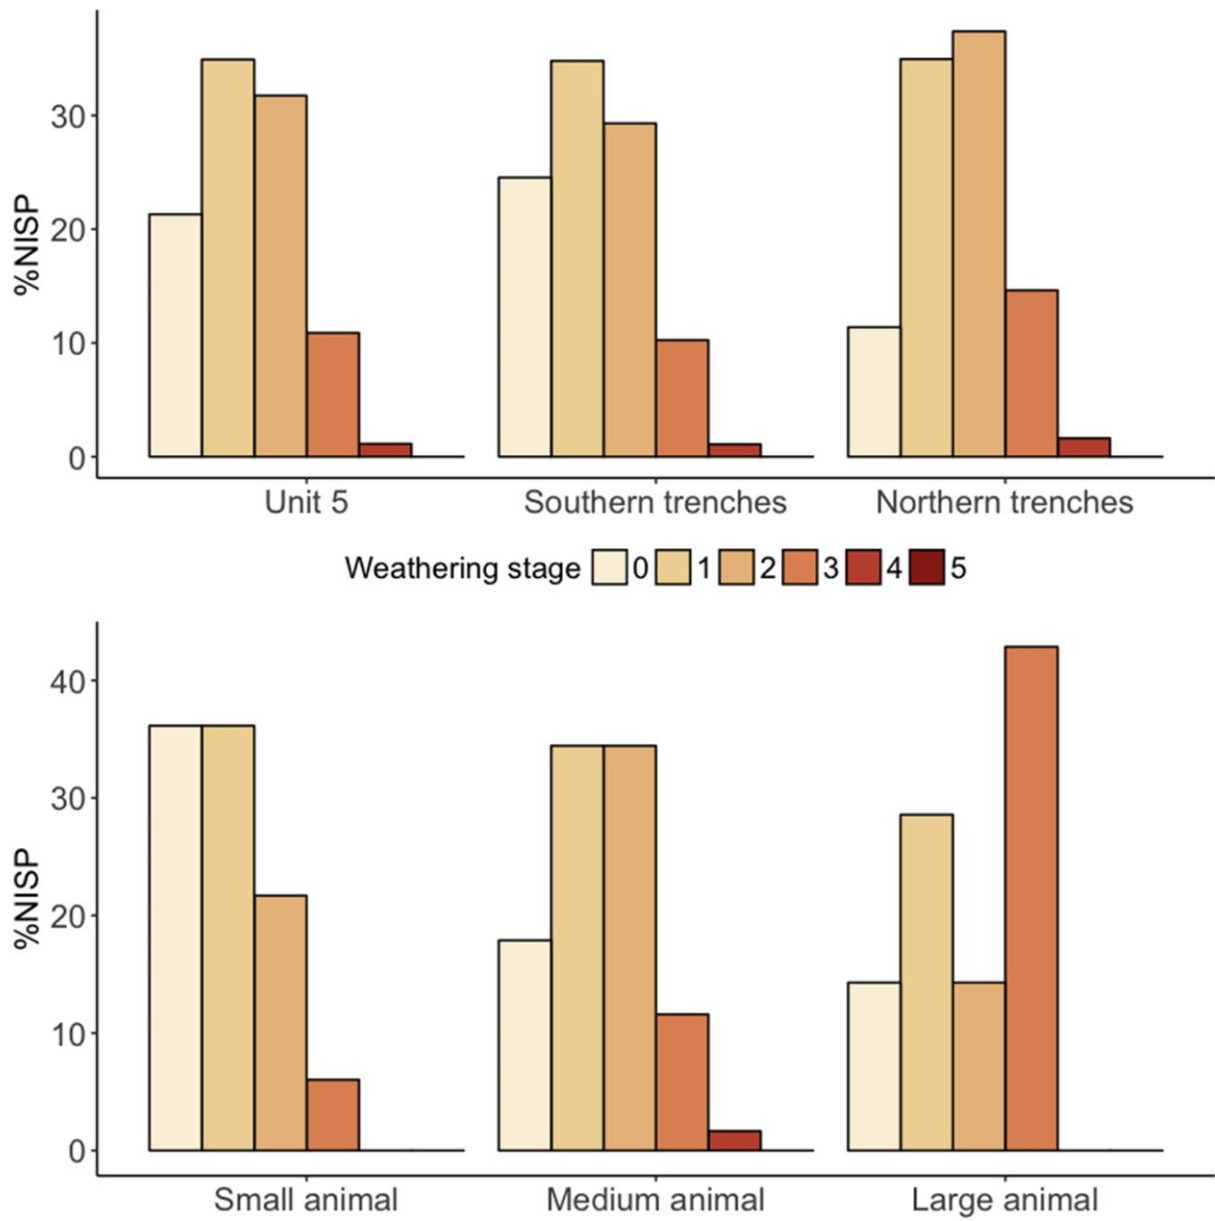 %NISP
30
20
10
0
Unit 5 Southern trenches Northern trenches
Weathering stage 0 1 2 3 4 5
%NISP
40
30
20
10
0
Small animal Medium animal Large animal